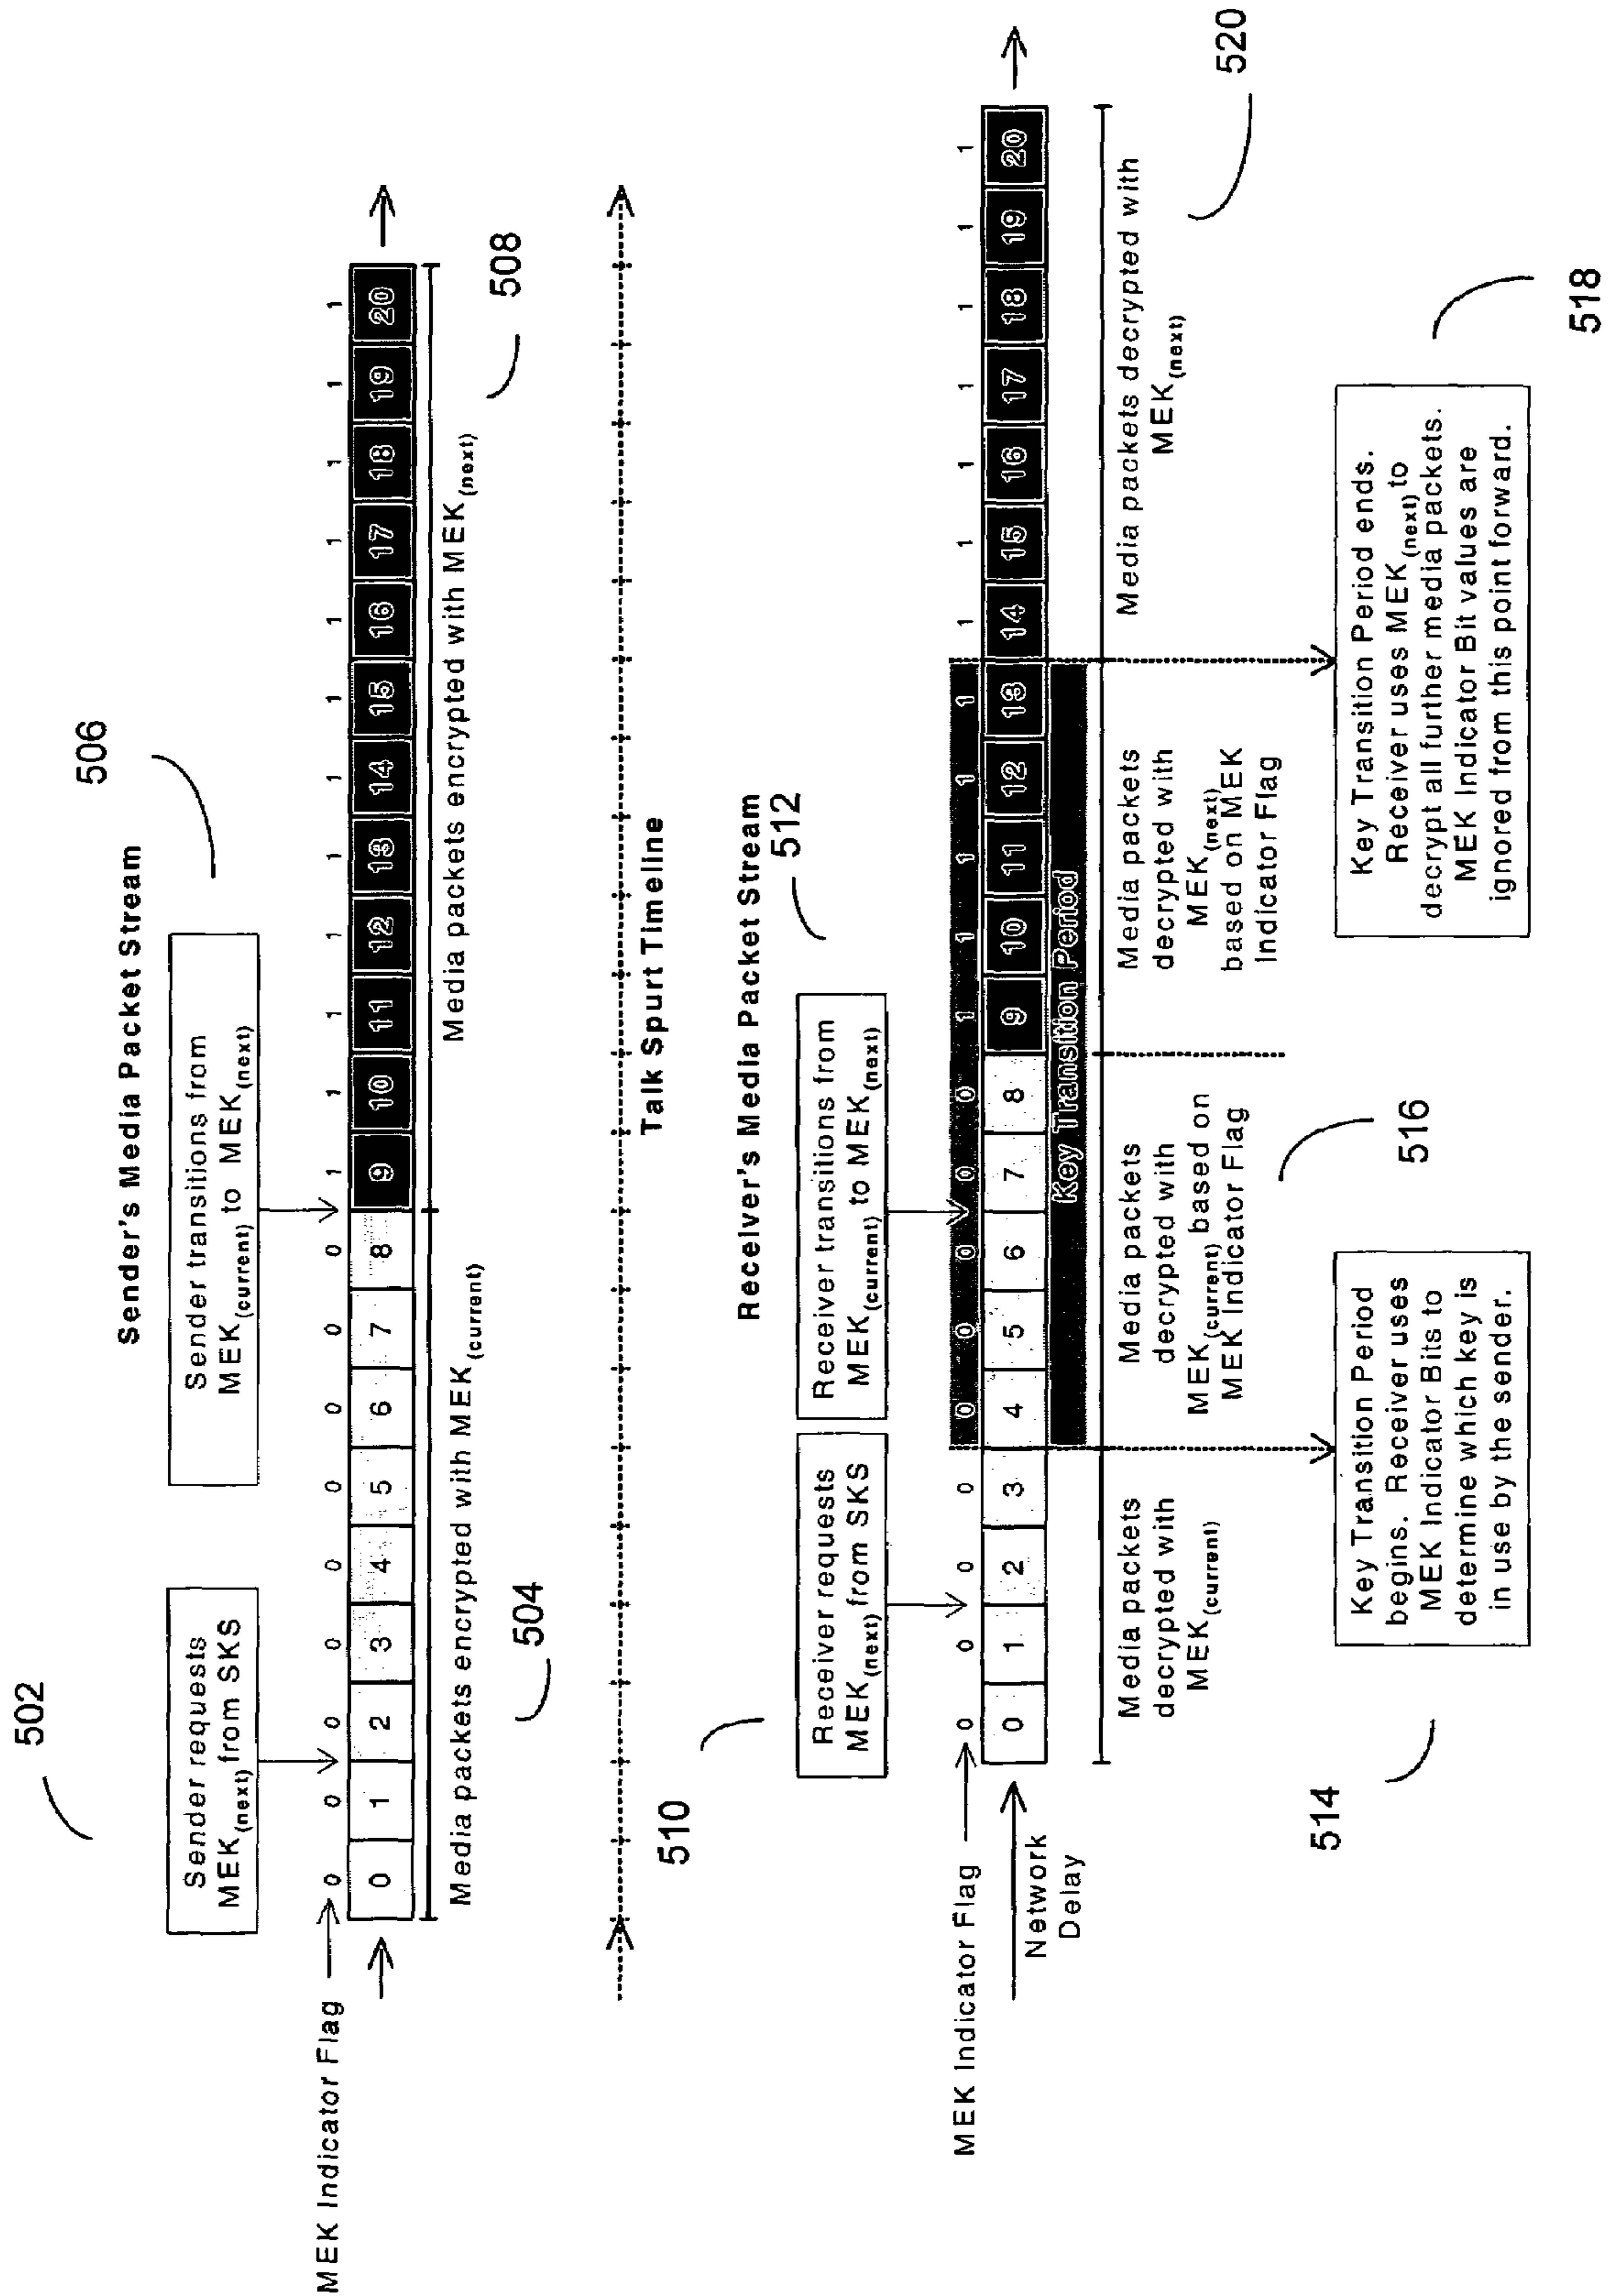 502
506
Sender's Media Packet Stream
Sender requests
MEK(next) from SKS
Sender transitions from
MEK(current) to MEK(next)
MEK Indicator Flag
0 0 0 0 0 0 0 0 0 1 1 1 1 1 1 1 1 1 1 1 1
0 1 2 3 4 5 6 7 8 9 10 11 12 13 14 15 16 17 18 19 20
Media packets encrypted with MEK(current)
Media packets encrypted with MEK(next)
504
508
Talk Spurt Timeline
510
Receiver's Media Packet Stream
512
Receiver requests
MEK(next) from SKS
Receiver transitions from
MEK(current) to MEK(next)
MEK Indicator Flag
0 0 0 0 0 0 0 0 0 1 1 1 1 1 1 1 1 1 1 1 1
0 1 2 3 4 5 6 7 8 9 10 11 12 13 14 15 16 17 18 19 20
Network
Delay
Key Transition Period
Media packets
decrypted with
MEK(current)
Media packets
decrypted with
MEK(current) based on
MEK Indicator Flag
Media packets
decrypted with
MEK(next)
based on MEK
Indicator Flag
Media packets decrypted with
MEK(next)
514
516
520
Key Transition Period
begins. Receiver uses
MEK Indicator Bits to
determine which key is
in use by the sender.
Key Transition Period ends.
Receiver uses MEK(next) to
decrypt all further media packets.
MEK Indicator Bit values are
ignored from this point forward.
518